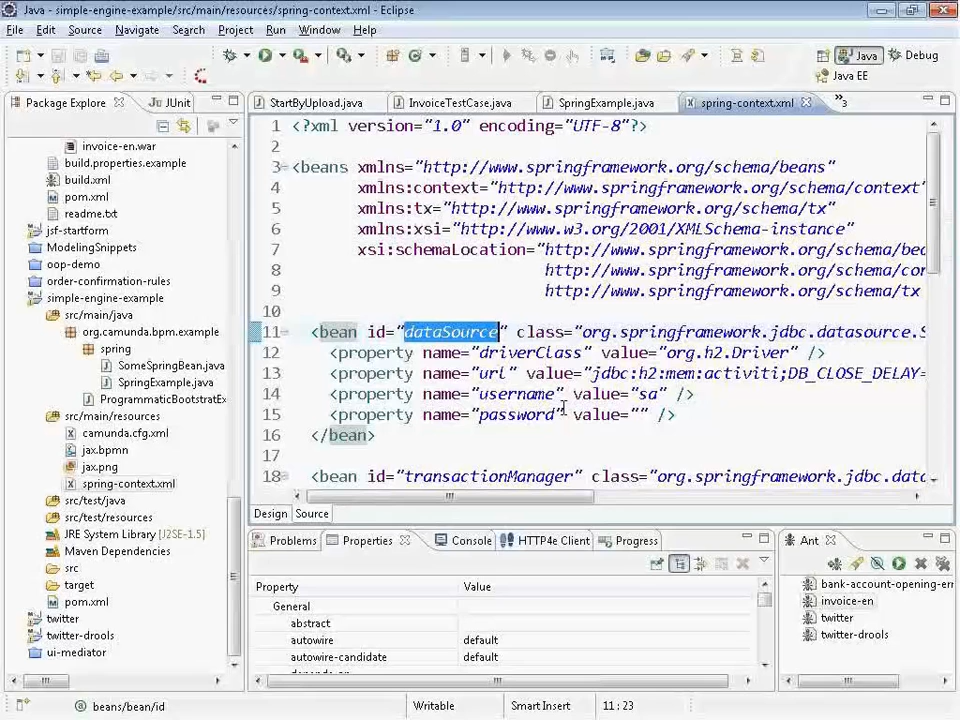 Java - simple-engine-example/src/main/resources/spring-context.xml - Eclipse
File Edit Source Navigate Search Project Run Window Help
Java Debug
Java EE
Package Explorer JUnit
StartByUpload.java InvoiceTestCase.java SpringExample.java spring-context.xml »3
invoice-en.war
build.properties.example
build.xml
pom.xml
readme.txt
jsf-startform
ModelingSnippets
oop-demo
order-confirmation-rules
simple-engine-example
src/main/java
org.camunda.bpm.example
spring
SomeSpringBean.java
SpringExample.java
ProgrammaticBootstratEx
src/main/resources
camunda.cfg.xml
jax.bpmn
jax.png
spring-context.xml
src/test/java
src/test/resources
JRE System Library [J2SE-1.5]
Maven Dependencies
src
target
pom.xml
twitter
twitter-drools
ui-mediator
1 <?xml version="1.0" encoding="UTF-8"?>
2
3 <beans xmlns="http://www.springframework.org/schema/beans"
4 xmlns:context="http://www.springframework.org/schema/context"
5 xmlns:tx="http://www.springframework.org/schema/tx"
6 xmlns:xsi="http://www.w3.org/2001/XMLSchema-instance"
7 xsi:schemaLocation="http://www.springframework.org/schema/bea
8 http://www.springframework.org/schema/con
9 http://www.springframework.org/schema/tx
10
11 <bean id="dataSource" class="org.springframework.jdbc.datasource.S
12 <property name="driverClass" value="org.h2.Driver" />
13 <property name="url" value="jdbc:h2:mem:activiti;DB_CLOSE_DELAY=
14 <property name="username" value="sa" />
15 <property name="password" value="" />
16 </bean>
17
18 <bean id="transactionManager" class="org.springframework.jdbc.data
Design Source
Problems Properties Console HTTP4e Client Progress
Property Value
General
abstract
autowire default
autowire-candidate default
Ant
bank-account-opening-err
invoice-en
twitter
twitter-drools
beans/bean/id Writable Smart Insert 11 : 23